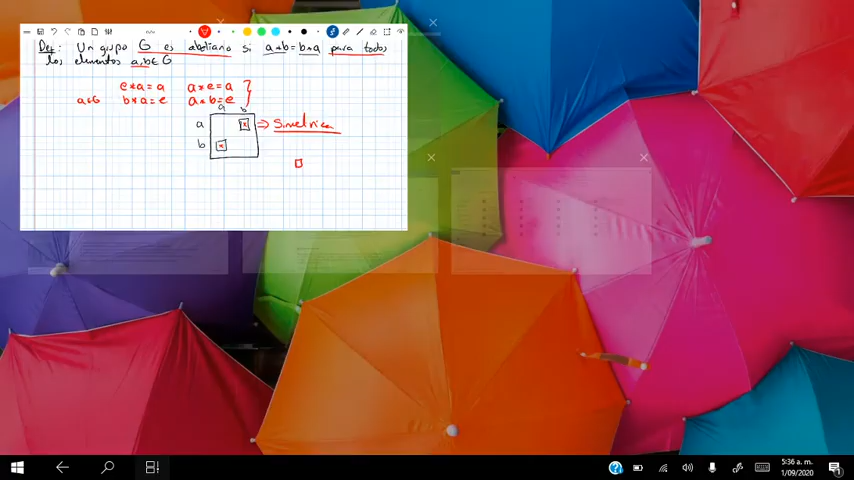 Def: Un grupo G es abeliano si a*b=b*a para todos
los elementos a,b∈G
e*a=a a*e=a
a∈G b*a=e a*b=e
a b
a x ⇒ Simetrica
b x
5:36 a. m.
1/09/2020